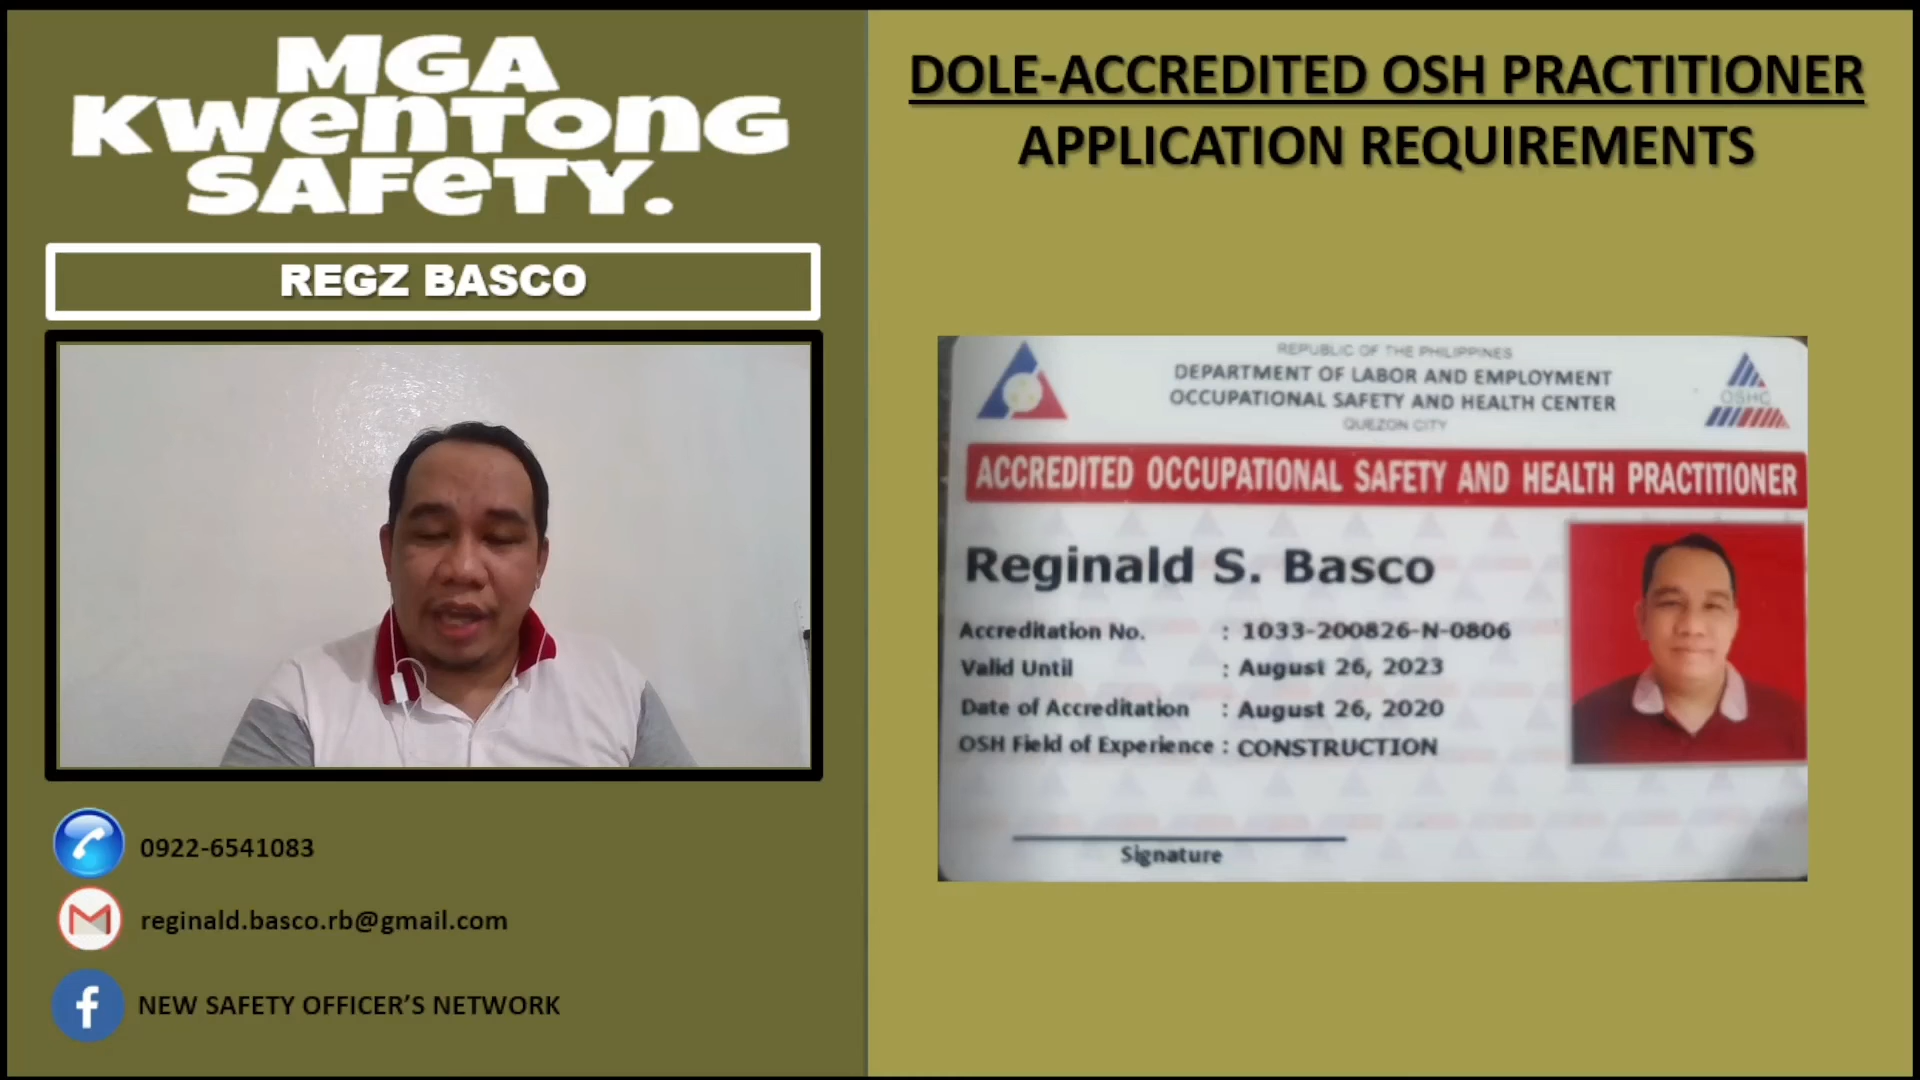 MGA
KWENTONG
SAFETY.
REGZ BASCO
0922-6541083
reginald.basco.rb@gmail.com
NEW SAFETY OFFICER'S NETWORK
DOLE-ACCREDITED OSH PRACTITIONER
APPLICATION REQUIREMENTS
REPUBLIC OF THE PHILIPPINES
DEPARTMENT OF LABOR AND EMPLOYMENT
OCCUPATIONAL SAFETY AND HEALTH CENTER
QUEZON CITY
OSHC
ACCREDITED OCCUPATIONAL SAFETY AND HEALTH PRACTITIONER
Reginald S. Basco
Accreditation No. : 1033-200826-N-0806
Valid Until : August 26, 2023
Date of Accreditation : August 26, 2020
OSH Field of Experience : CONSTRUCTION
Signature